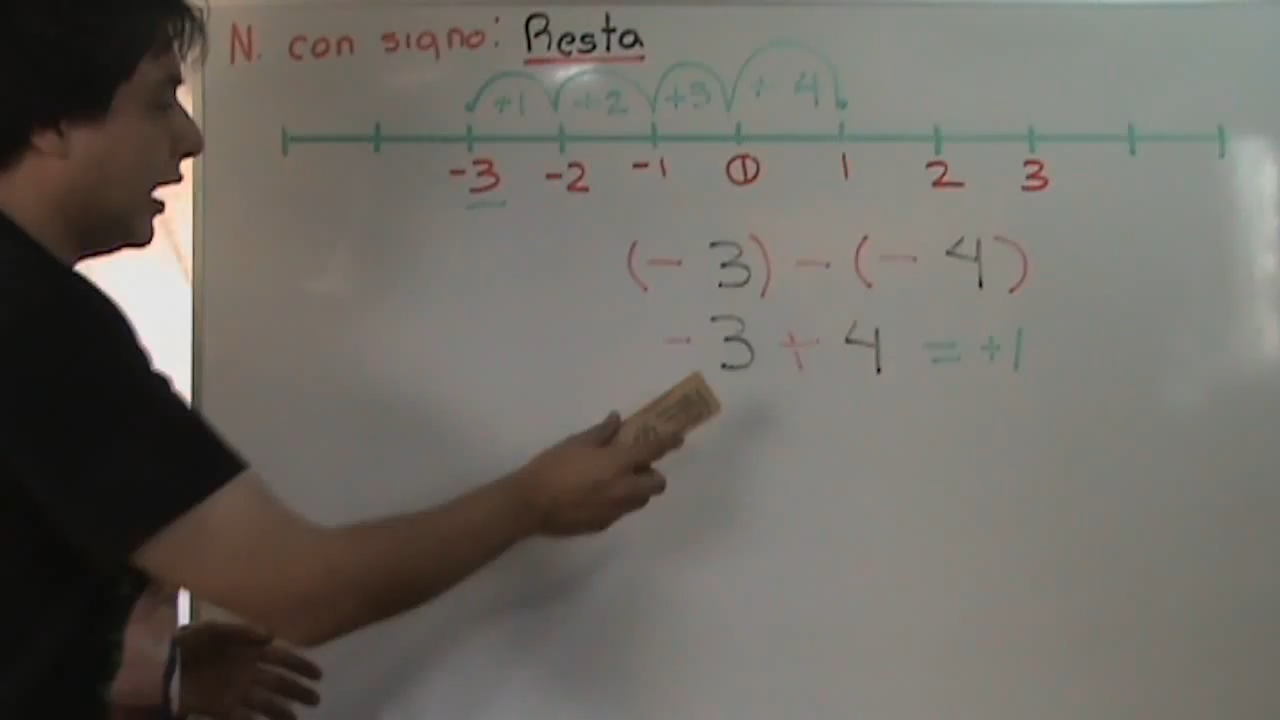 N. con signo: Resta
+1 +2 +3 + 4
-3 -2 -1 0 1 2 3
(- 3) - (- 4)
- 3 + 4 = +1